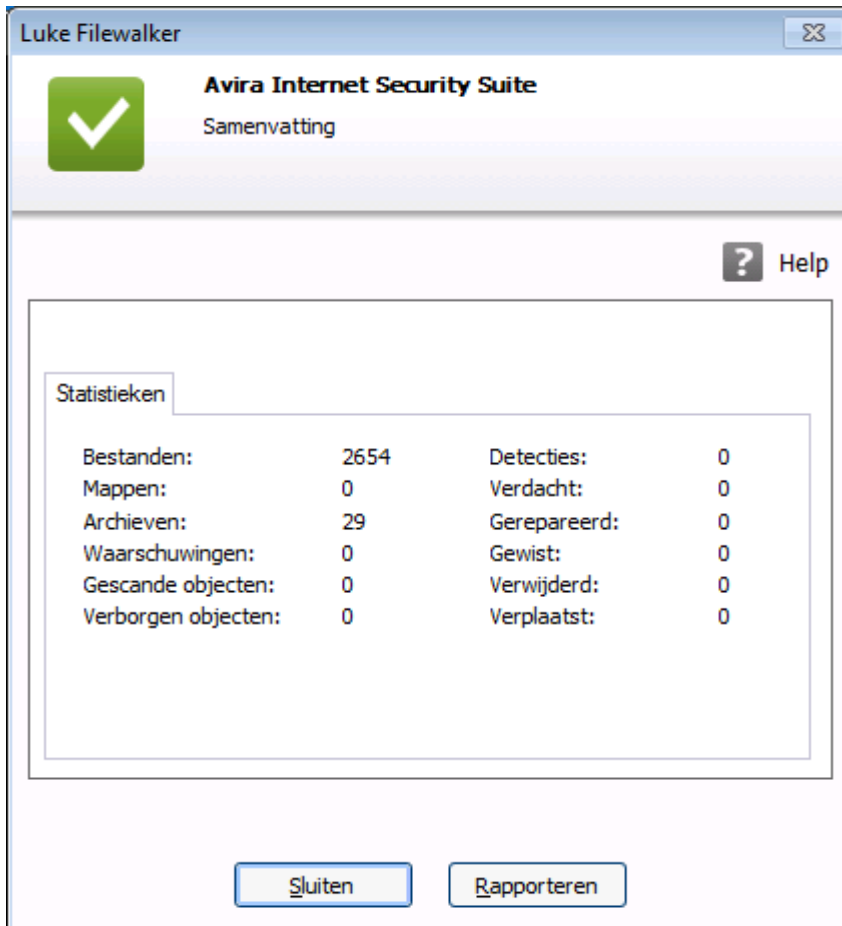 Luke Filewalker
Avira Internet Security Suite
Samenvatting
? Help
Statistieken
Bestanden: 2654 Detecties: 0
Mappen: 0 Verdacht: 0
Archieven: 29 Gerepareerd: 0
Waarschuwingen: 0 Gewist: 0
Gescande objecten: 0 Verwijderd: 0
Verborgen objecten: 0 Verplaatst: 0
Sluiten Rapporteren